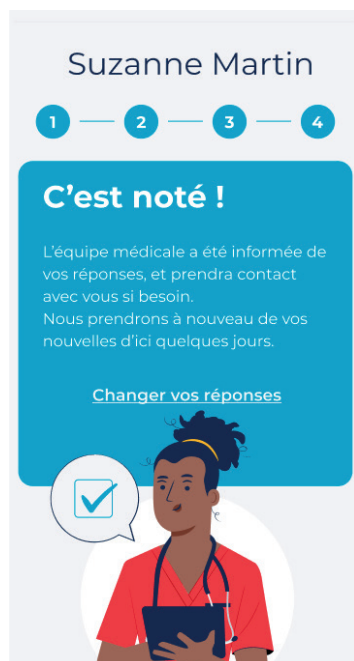 Suzanne Martin
1 2 3 4
C'est noté !
L'équipe médicale a été informée de
vos réponses, et prendra contact
avec vous si besoin.
Nous prendrons à nouveau de vos
nouvelles d'ici quelques jours.
Changer vos réponses